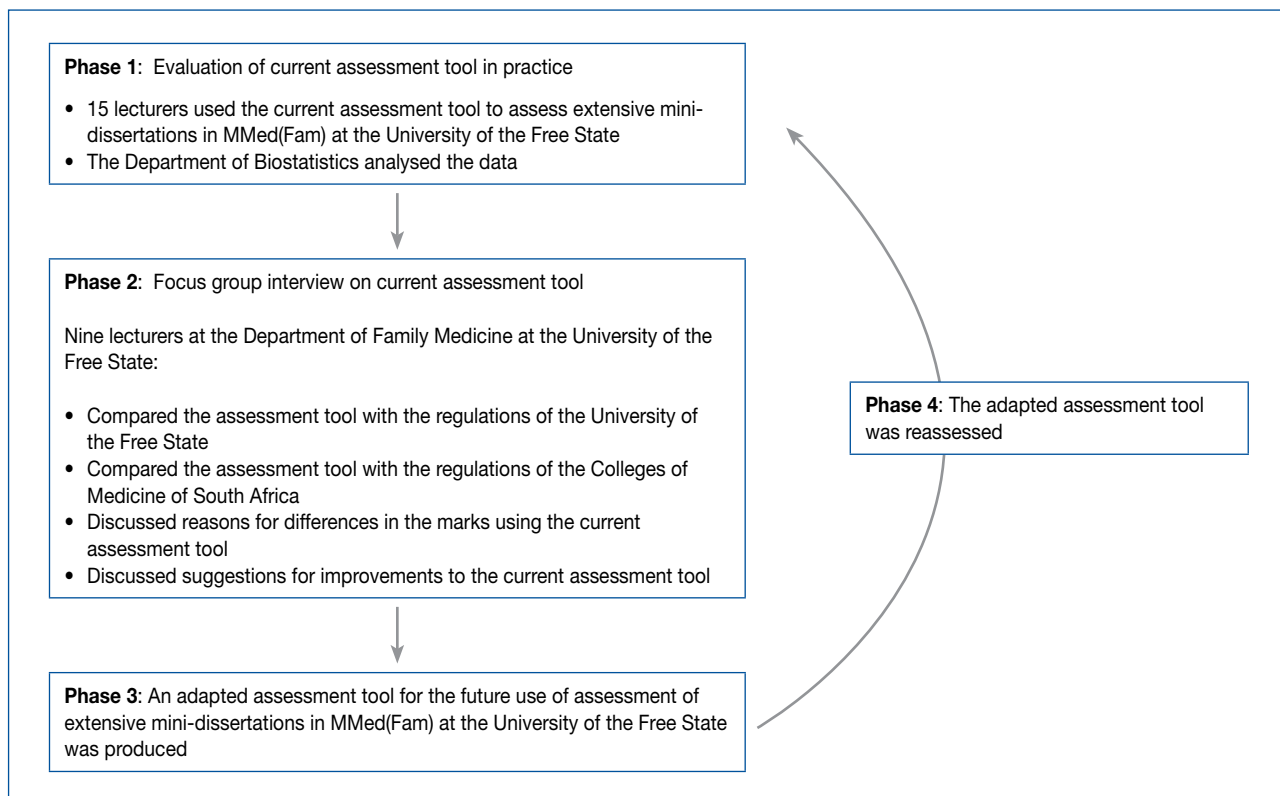 Phase 1: Evaluation of current assessment tool in practice
• 15 lecturers used the current assessment tool to assess extensive mini-
dissertations in MMed(Fam) at the University of the Free State
• The Department of Biostatistics analysed the data
Phase 2: Focus group interview on current assessment tool
Nine lecturers at the Department of Family Medicine at the University of the
Free State:
• Compared the assessment tool with the regulations of the University of
the Free State
• Compared the assessment tool with the regulations of the Colleges of
Medicine of South Africa
• Discussed reasons for differences in the marks using the current
assessment tool
• Discussed suggestions for improvements to the current assessment tool
Phase 3: An adapted assessment tool for the future use of assessment of
extensive mini-dissertations in MMed(Fam) at the University of the Free State
was produced
Phase 4: The adapted assessment tool
was reassessed